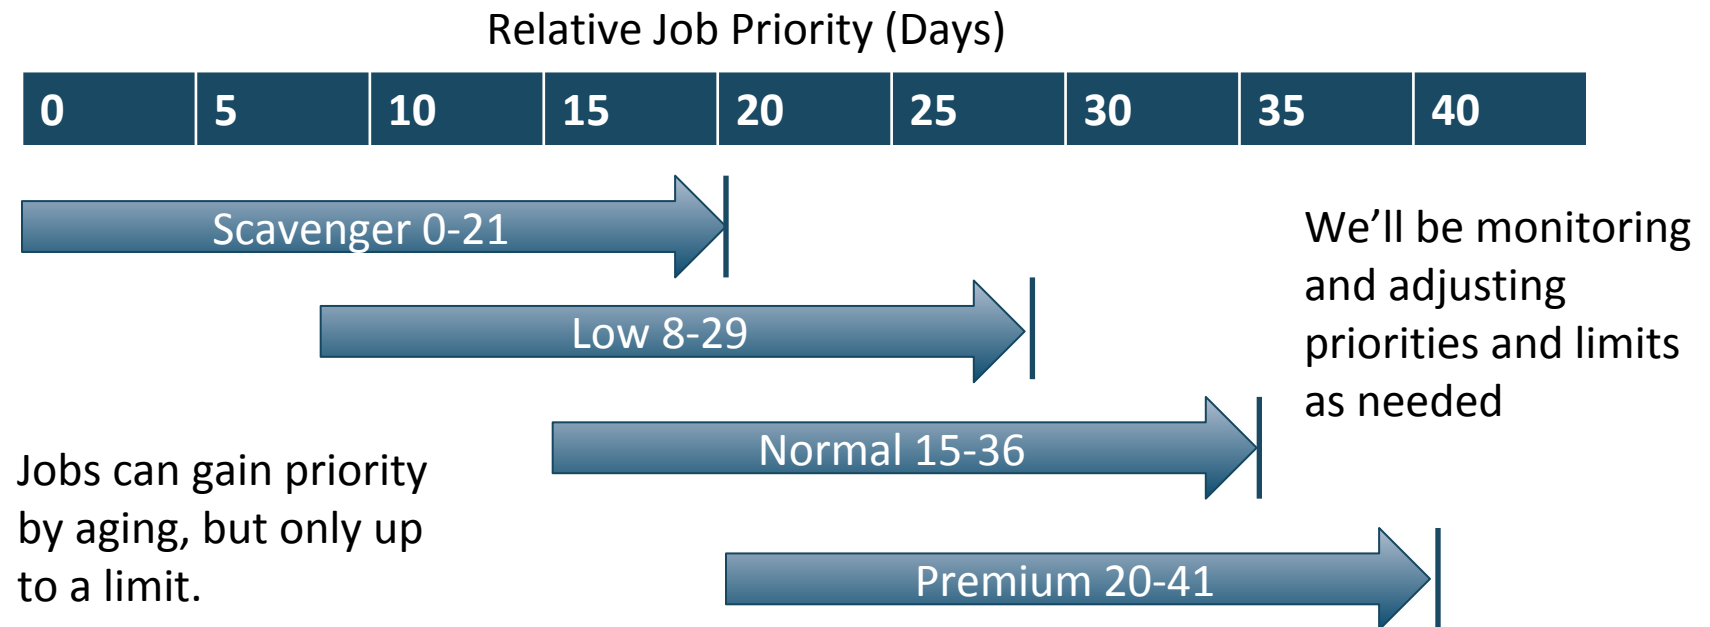 Relative Job Priority (Days)
0 5 10 15 20 25 30 35 40
Scavenger 0-21
Low 8-29
We’ll be monitoring
and adjusting
priorities and limits
as needed
Normal 15-36
Jobs can gain priority
by aging, but only up
to a limit.
Premium 20-41